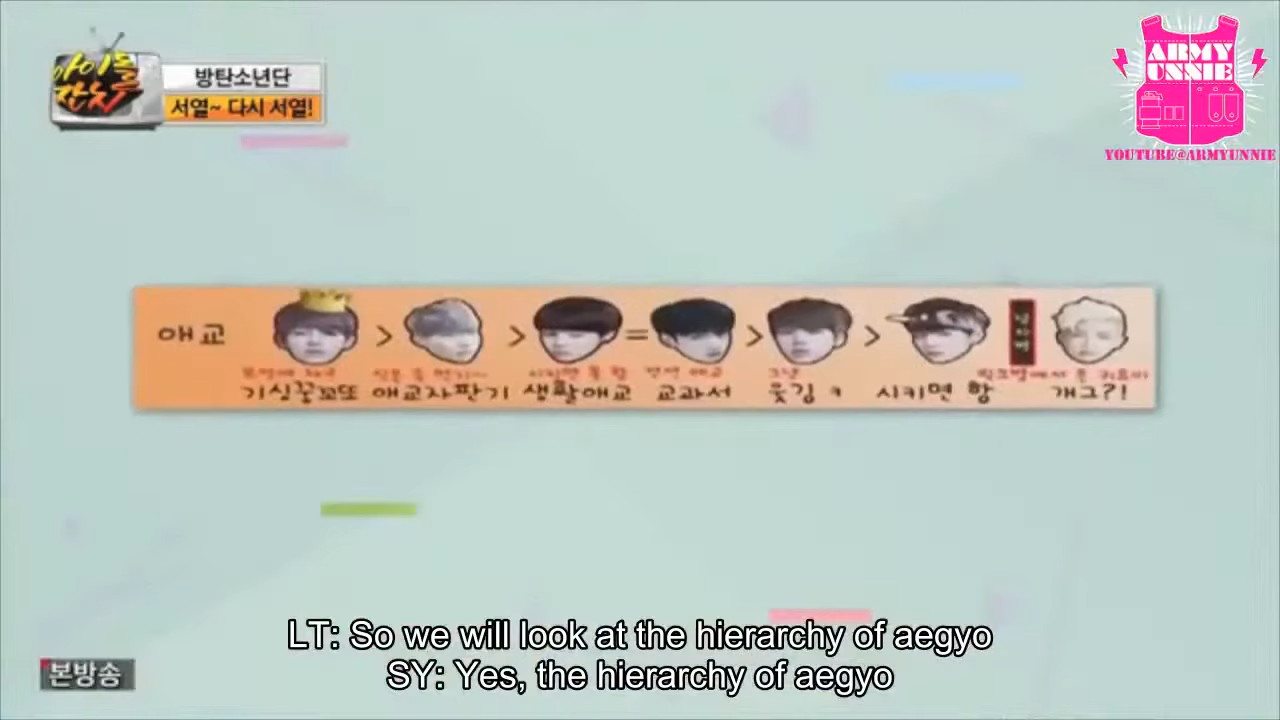 아이돌
잔치
방탄소년단
서열~ 다시 서열!
ARMY
UNNIE
YOUTUBE@ARMYUNNIE
애교 > > = > >
기싱꿍꼬또 애교자판기 생활애교 교과서 웃김 ㅋ 시키면 함 개그?!
LT: So we will look at the hierarchy of aegyo
SY: Yes, the hierarchy of aegyo
본방송